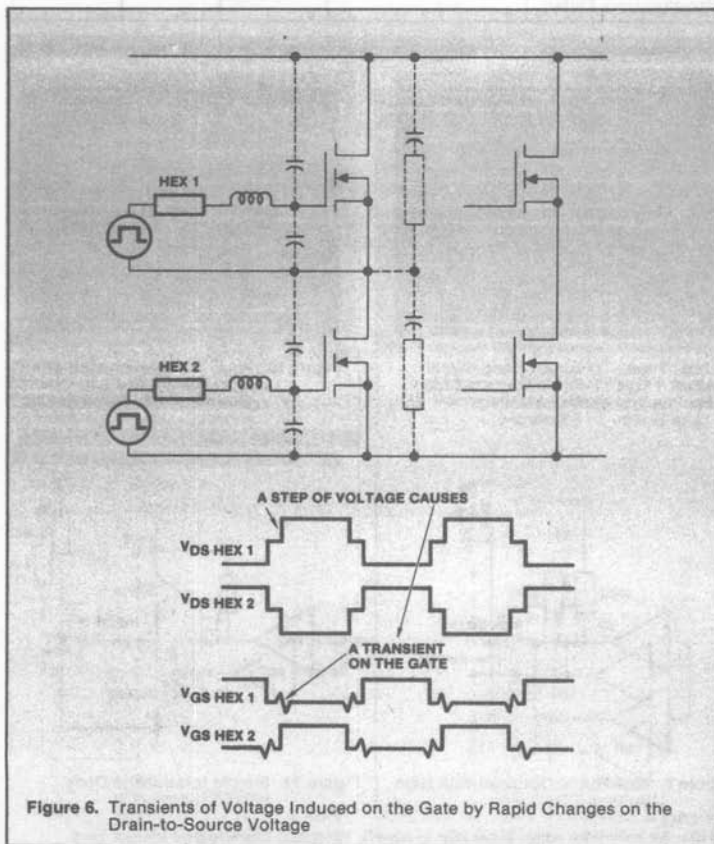 HEX 1
HEX 2
A STEP OF VOLTAGE CAUSES
VDS HEX 1
VDS HEX 2
A TRANSIENT
ON THE GATE
VGS HEX 1
VGS HEX 2
Figure 6. Transients of Voltage Induced on the Gate by Rapid Changes on the
Drain-to-Source Voltage